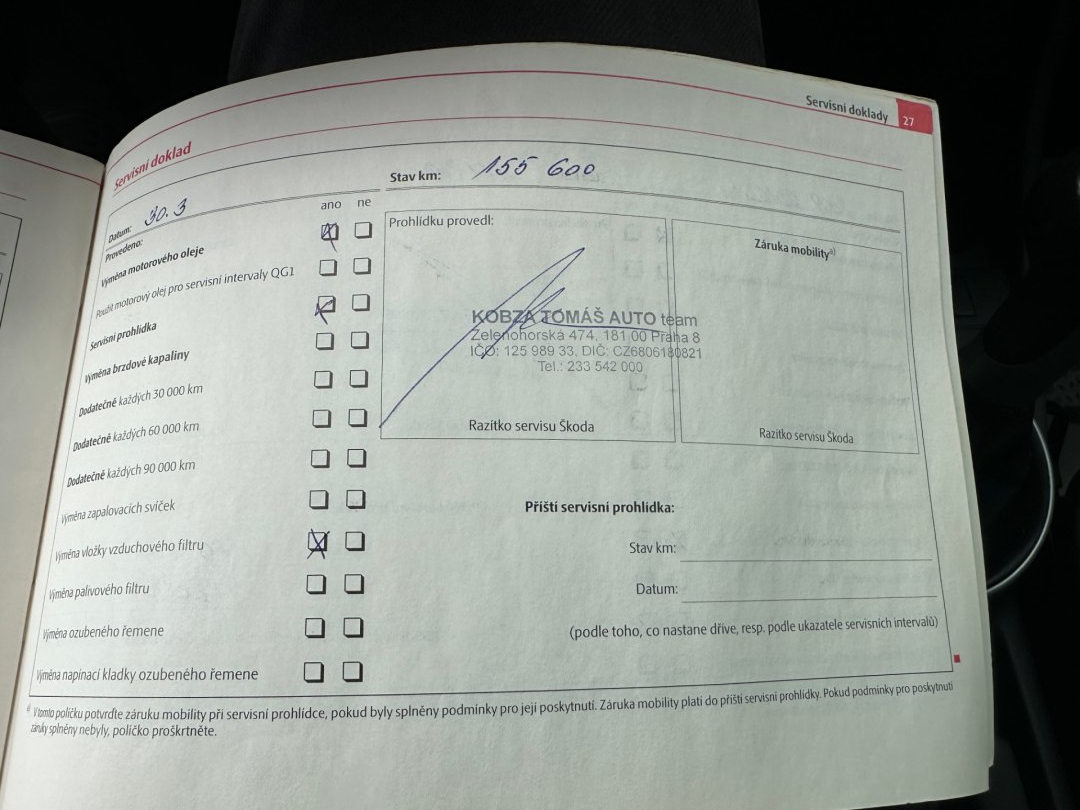 Servisní doklady 27
Servisní doklad
Datum: 30.3
Stav km: 155 600
Provedeno:
ano ne
Výměna motorového oleje
Použit motorový olej pro servisní intervaly QG1
Servisní prohlídka
Výměna brzdové kapaliny
Dodatečně každých 30 000 km
Dodatečně každých 60 000 km
Dodatečně každých 90 000 km
Výměna zapalovacích svíček
Výměna vložky vzduchového filtru
Výměna palivového filtru
Výměna ozubeného řemene
Výměna napínací kladky ozubeného řemene
Prohlídku provedl:
KOBZA TOMÁŠ AUTO team
Zelenohorská 474, 181 00 Praha 8
IČO: 125 989 33, DIČ: CZ6806180821
Tel.: 233 542 000
Razítko servisu Škoda
Záruka mobility a)
Razítko servisu Škoda
Příští servisní prohlídka:
Stav km:
Datum:
(podle toho, co nastane dříve, resp. podle ukazatele servisních intervalů)
a) V tomto políčku potvrďte záruku mobility při servisní prohlídce, pokud byly splněny podmínky pro její poskytnutí. Záruka mobility platí do příští servisní prohlídky. Pokud podmínky pro poskytnutí
záruky splněny nebyly, políčko proškrtněte.